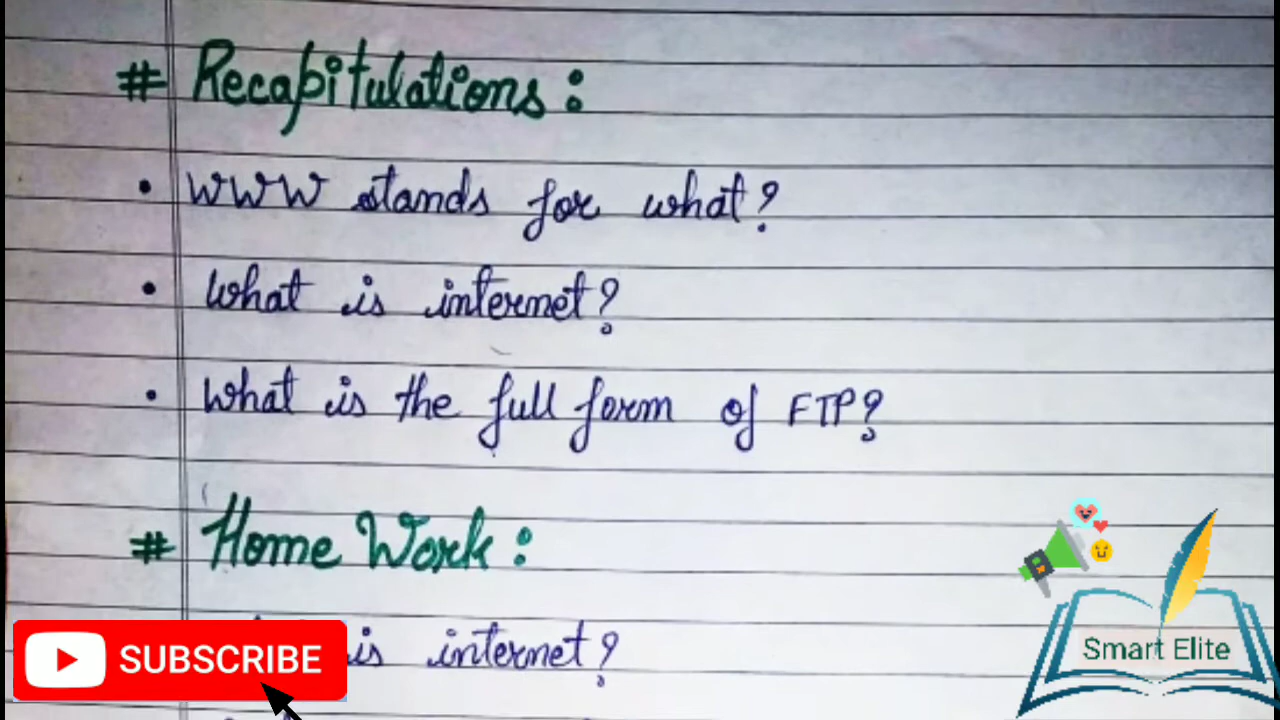 # Recapitulations :
• WWW stands for what?
• What is internet?
• What is the full form of FTP?
# Home Work :
is internet?
SUBSCRIBE
Smart Elite